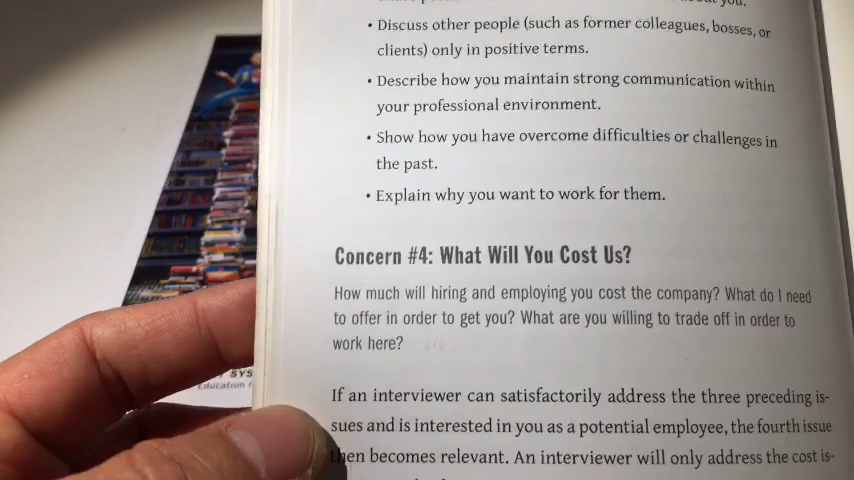 you.
• Discuss other people (such as former colleagues, bosses, or
clients) only in positive terms.
• Describe how you maintain strong communication within
your professional environment.
• Show how you have overcome difficulties or challenges in
the past.
• Explain why you want to work for them.
Concern #4: What Will You Cost Us?
How much will hiring and employing you cost the company? What do I need
to offer in order to get you? What are you willing to trade off in order to
work here?
If an interviewer can satisfactorily address the three preceding is-
sues and is interested in you as a potential employee, the fourth issue
then becomes relevant. An interviewer will only address the cost is-
SYS
Education